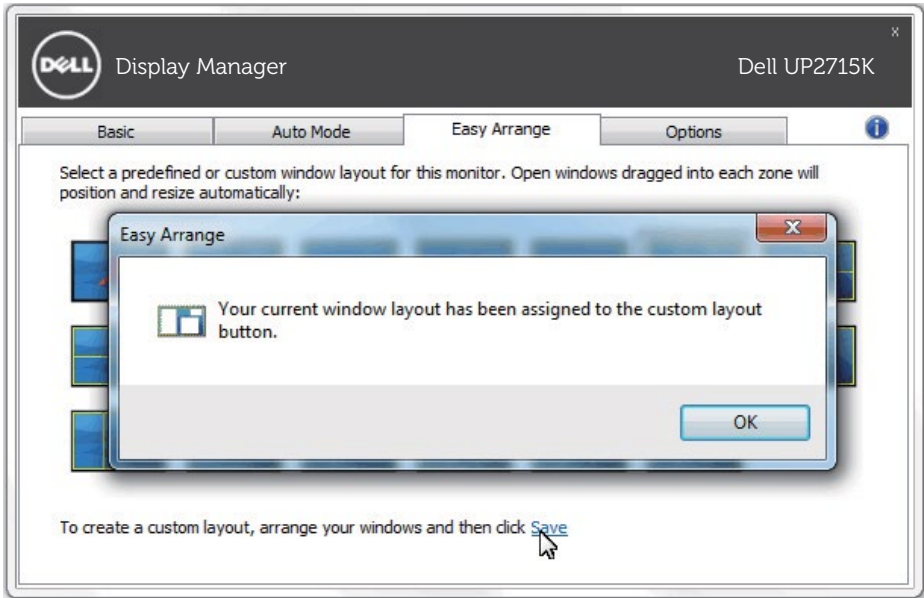 x
DELL
Display Manager
Dell UP2715K
Basic
Auto Mode
Easy Arrange
Options
Select a predefined or custom window layout for this monitor. Open windows dragged into each zone will
position and resize automatically:
Easy Arrange
Your current window layout has been assigned to the custom layout
button.
OK
To create a custom layout, arrange your windows and then click Save